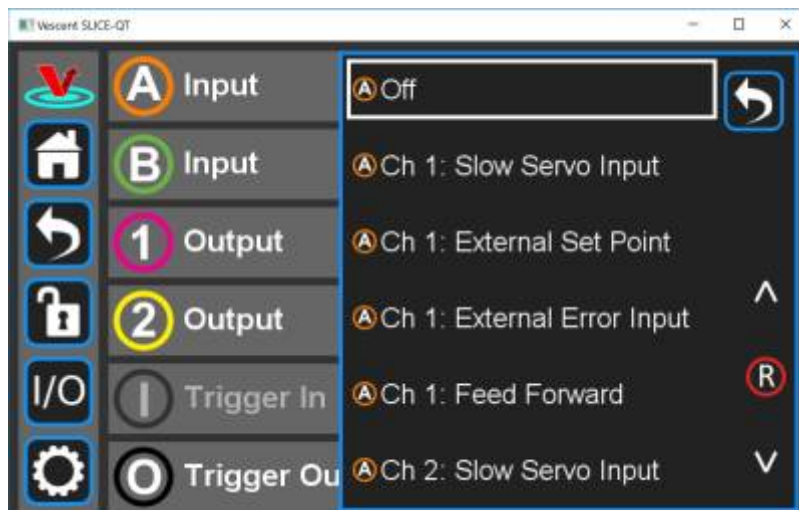 Vescent SLICE-QT
A Input
B Input
1 Output
2 Output
I Trigger In
O Trigger Ou
I/O
A Off
A Ch 1: Slow Servo Input
A Ch 1: External Set Point
A Ch 1: External Error Input
A Ch 1: Feed Forward
A Ch 2: Slow Servo Input
R